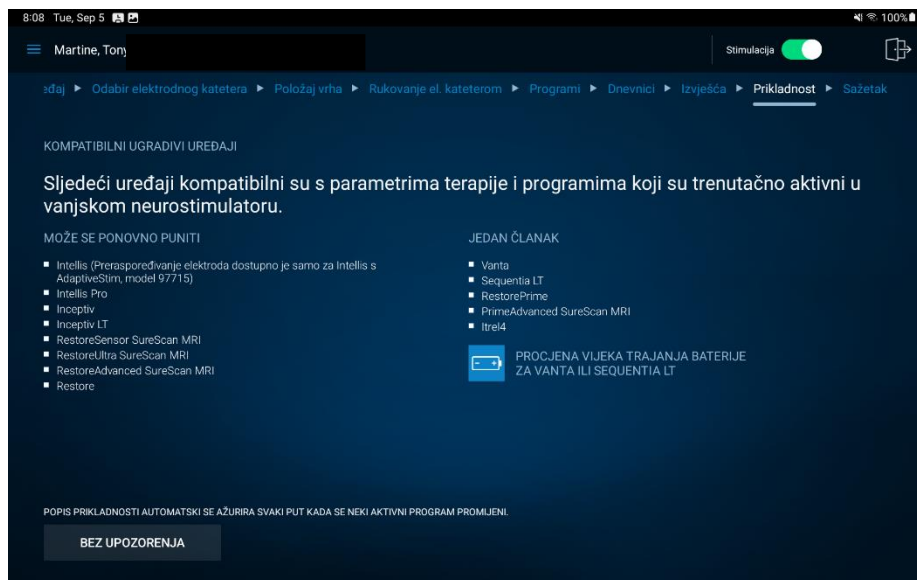 8:08 Tue, Sep 5
100%
Martine, Tony
Stimulacija
Odabir elektrodnog katetera ► Položaj vrha ► Rukovanje el. kateterom ► Programi ► Dnevnici ► Izvješća ► Prikladnost ► Sažetak
KOMPATIBILNI UGRADIVI UREĐAJI
Sljedeći uređaji kompatibilni su s parametrima terapije i programima koji su trenutačno aktivni u
vanjskom neurostimulatoru.
MOŽE SE PONOVNO PUNITI
Intellis (Preraspoređivanje elektroda dostupno je samo za Intellis s
AdaptiveStim, model 97715)
Intellis Pro
Inceptiv
Inceptiv LT
RestoreSensor SureScan MRI
RestoreUltra SureScan MRI
RestoreAdvanced SureScan MRI
Restore
JEDAN ČLANAK
Vanta
Sequentia LT
RestorePrime
PrimeAdvanced SureScan MRI
Itrel4
PROCJENA VIJEKA TRAJANJA BATERIJE
ZA VANTA ILI SEQUENTIA LT
POPIS PRIKLADNOSTI AUTOMATSKI SE AŽURIRA SVAKI PUT KADA SE NEKI AKTIVNI PROGRAM PROMIJENI.
BEZ UPOZORENJA